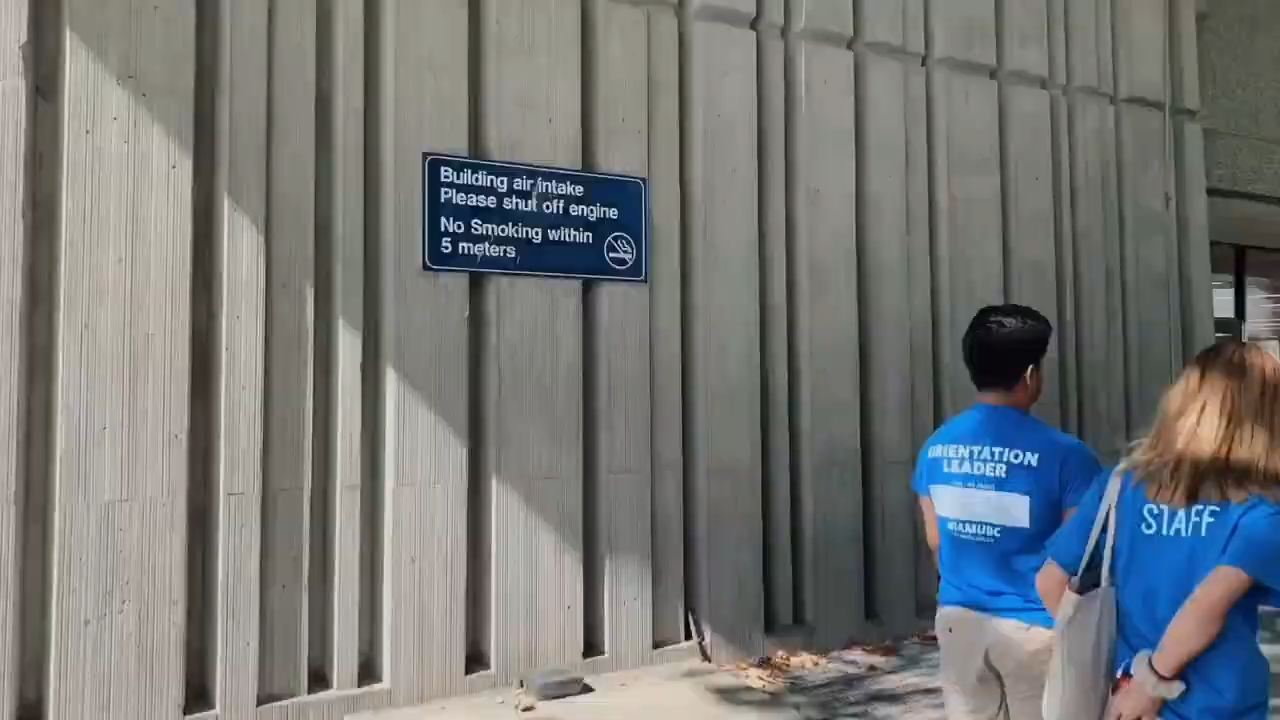 Building air intake
Please shut off engine
No Smoking within
5 meters
ORIENTATION
LEADER
STAFF